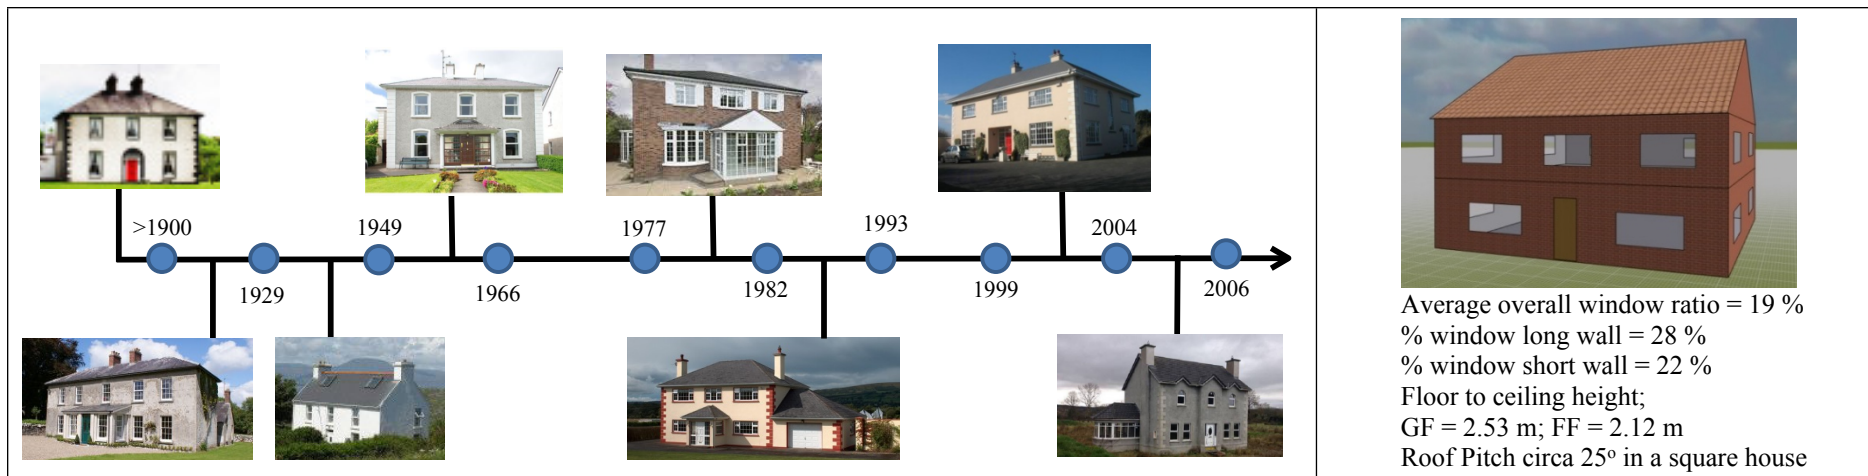 >1900
1929
1949
1966
1977
1982
1993
1999
2004
2006
Average overall window ratio = 19 %
% window long wall = 28 %
% window short wall = 22 %
Floor to ceiling height;
GF = 2.53 m; FF = 2.12 m
Roof Pitch circa 25º in a square house